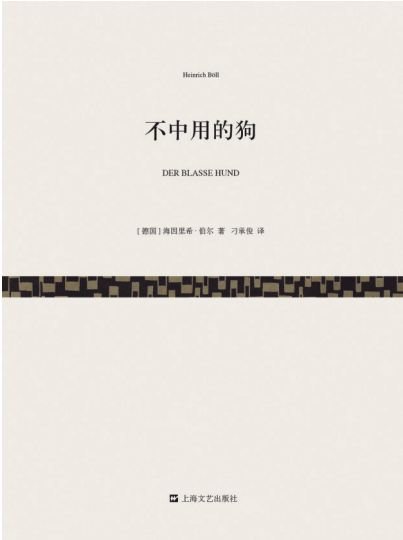 Heinrich Böll
不中用的狗
DER BLASSE HUND
［德国］海因里希·伯尔 著 刁承俊 译
上海文艺出版社